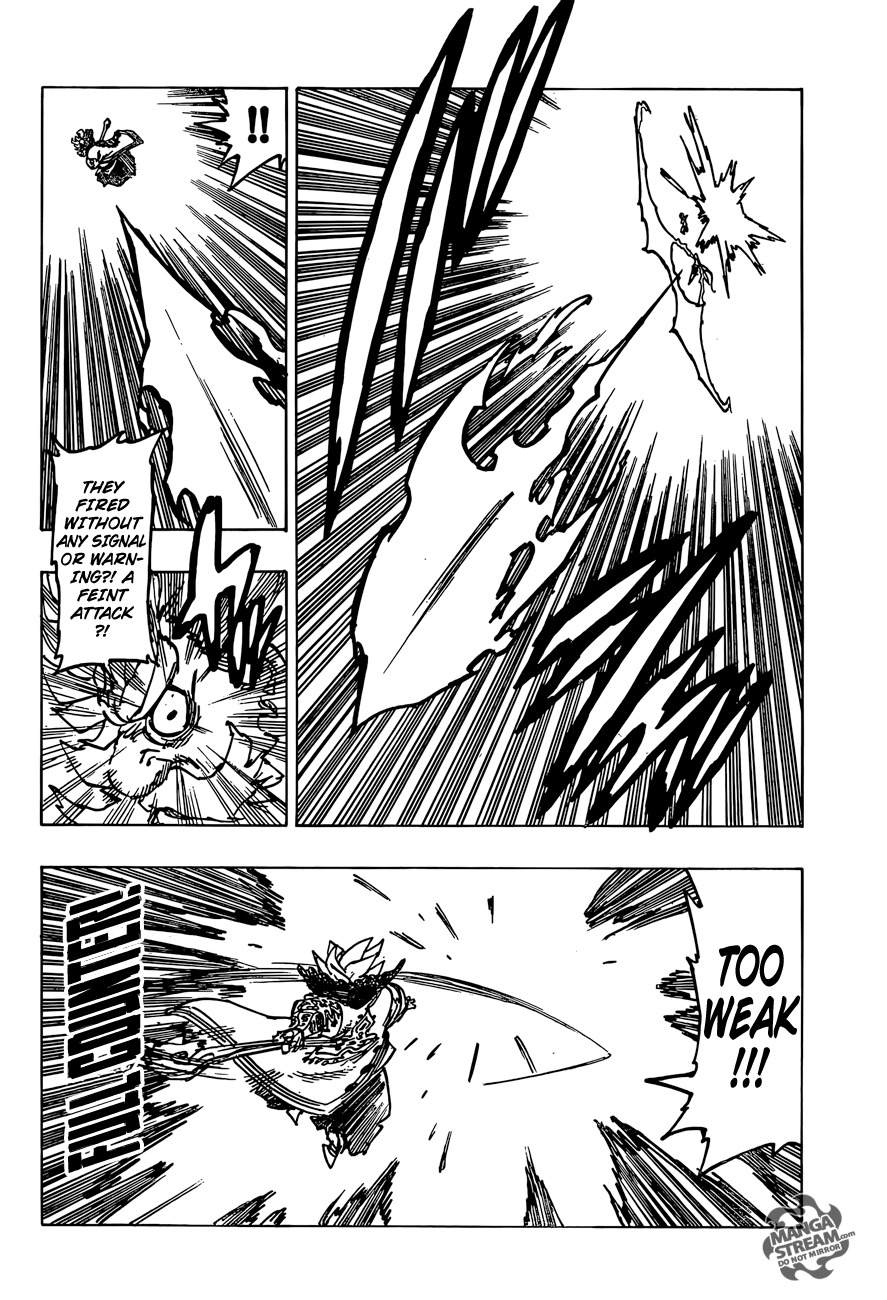 !!
THEY
FIRED
WITHOUT
ANY SIGNAL
OR WARN-
ING?! A
FEINT
ATTACK
?!
TOO
WEAK
!!!
FULL COUNTER!
MANGA
STREAM.com
DO NOT MIRROR